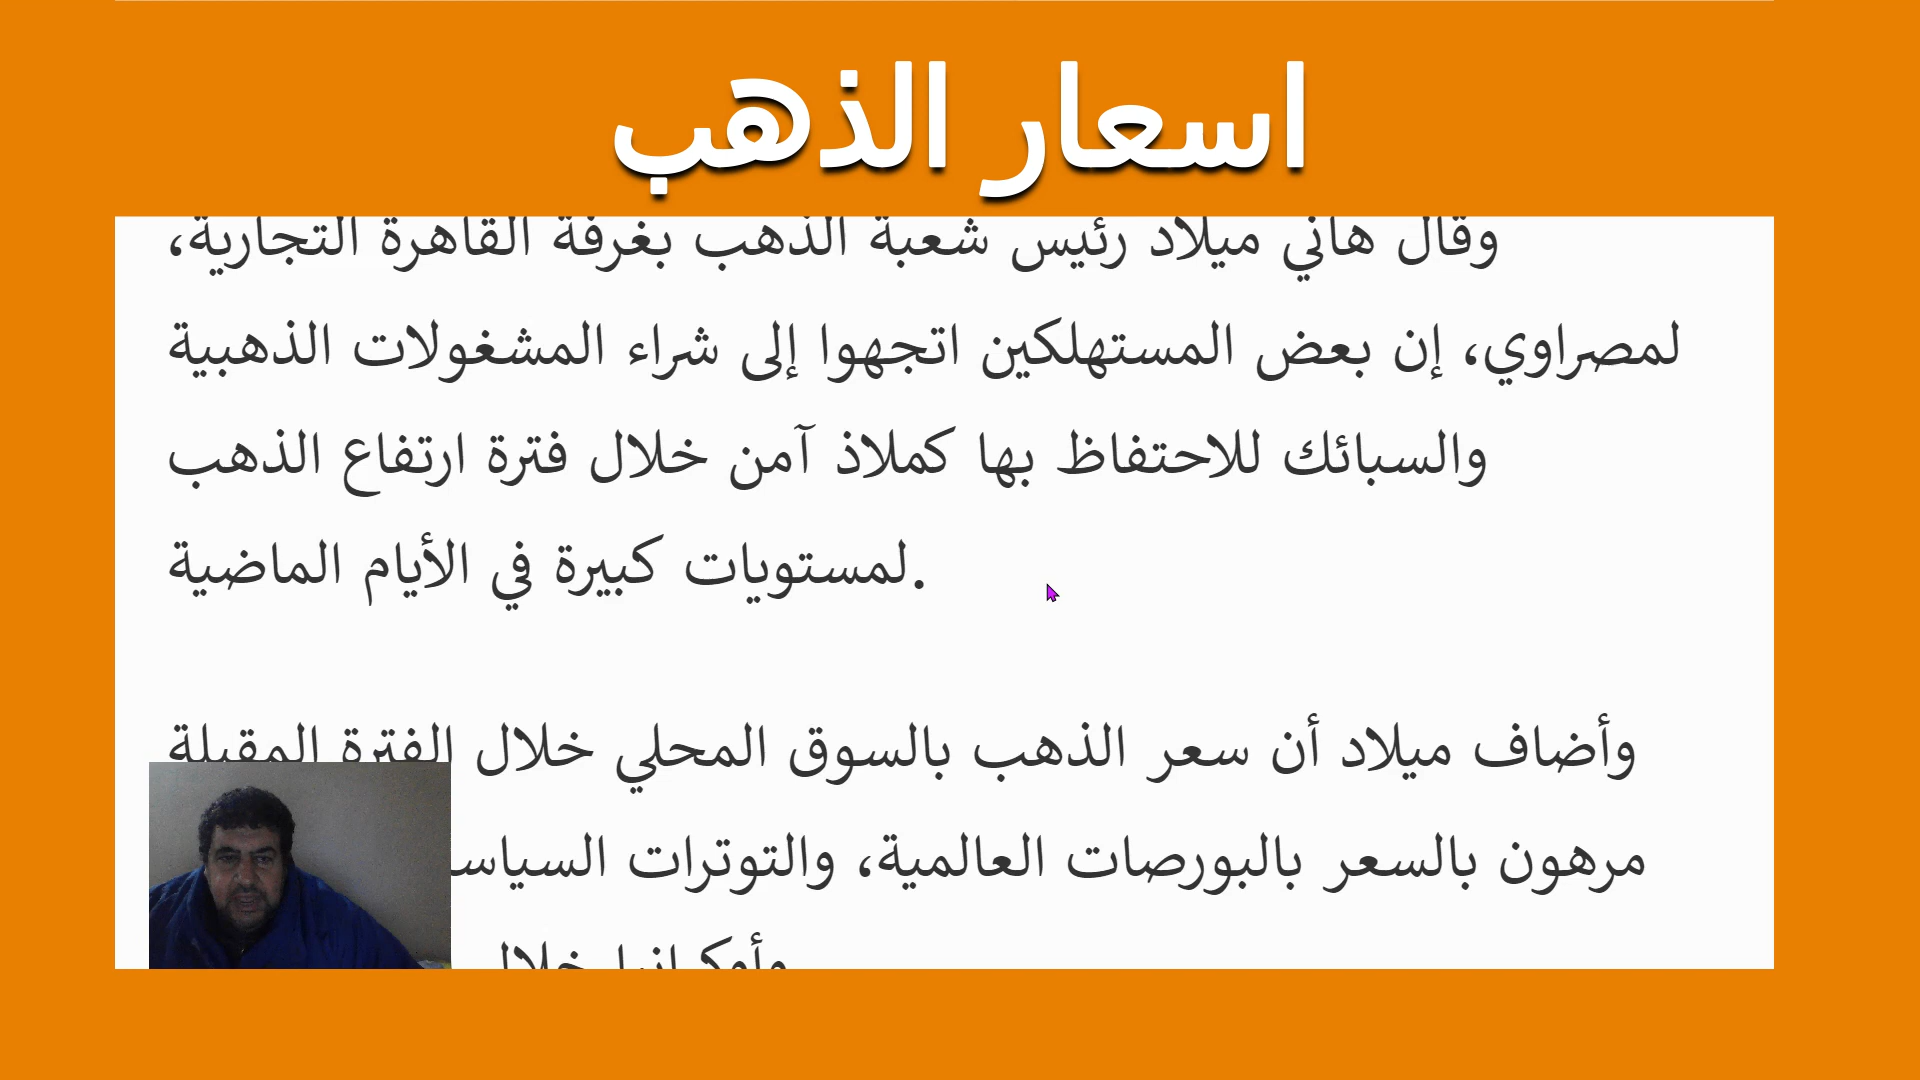 اسعار الذهب
وقال هاني ميلاد رئيس شعبة الذهب بغرفة القاهرة التجارية،
لمصراوي، إن بعض المستهلكين اتجهوا إلى شراء المشغولات الذهبية
والسبائك للاحتفاظ بها كملاذ آمن خلال فترة ارتفاع الذهب
لمستويات كبيرة في الأيام الماضية.
وأضاف ميلاد أن سعر الذهب بالسوق المحلي خلال الفترة المقبلة
مرهون بالسعر بالبورصات العالمية، والتوترات
وأوكرانيا خلال